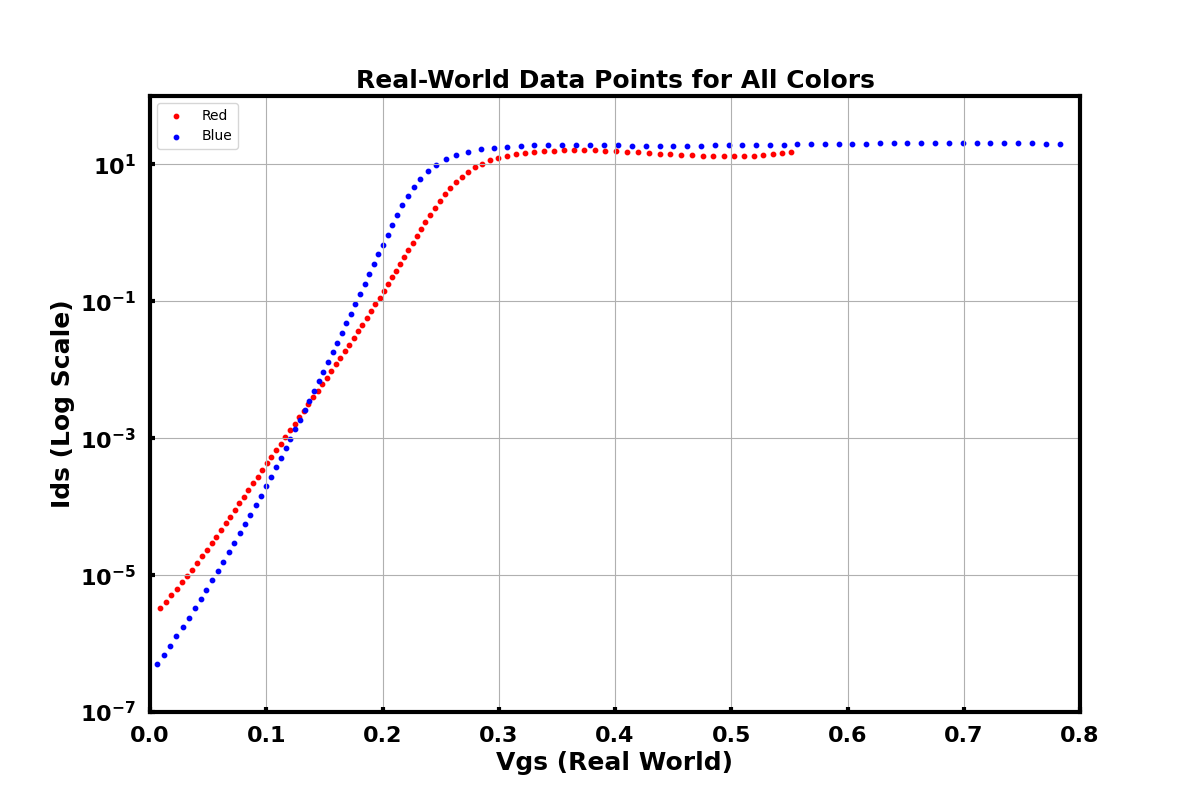 Real-World Data Points for All Colors
Red
Blue
10¹
10⁻¹
10⁻³
10⁻⁵
10⁻⁷
Ids (Log Scale)
0.0 0.1 0.2 0.3 0.4 0.5 0.6 0.7 0.8
Vgs (Real World)